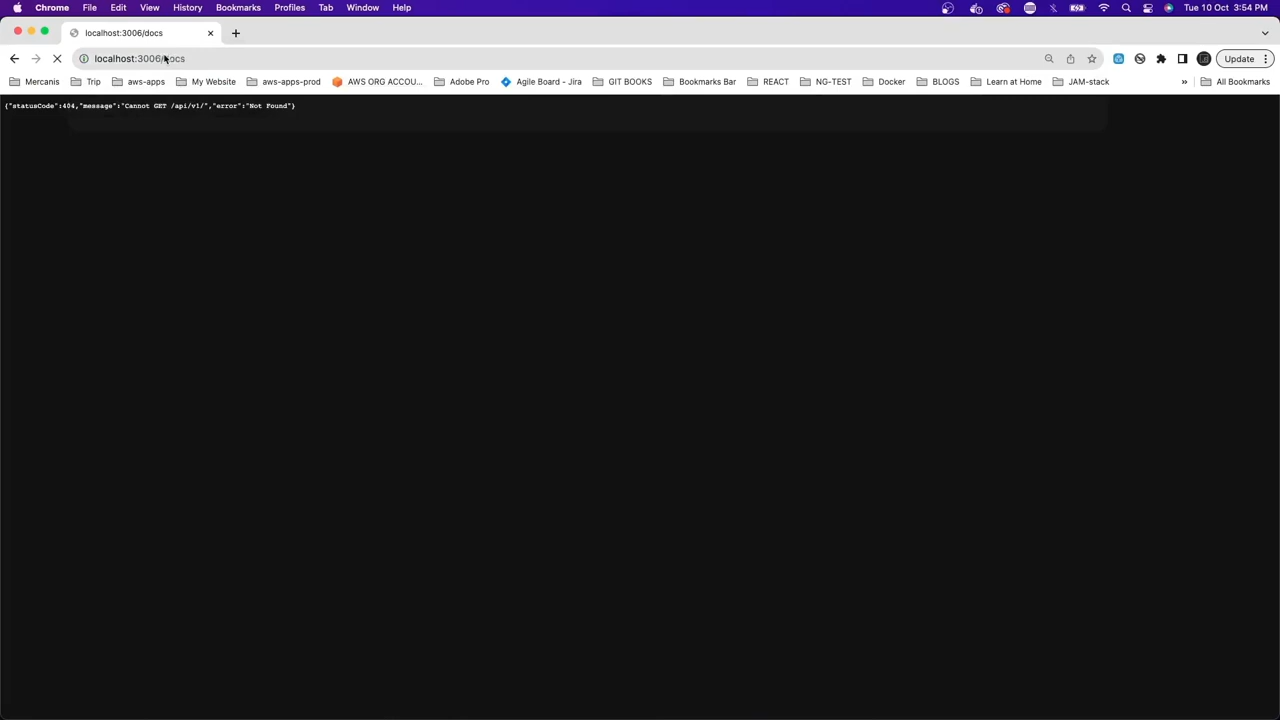 Chrome File Edit View History Bookmarks Profiles Tab Window Help Tue 10 Oct 3:54 PM
localhost:3006/docs
localhost:3006/docs Update
Mercanis Trip aws-apps My Website aws-apps-prod AWS ORG ACCOU... Adobe Pro Agile Board - Jira GIT BOOKS Bookmarks Bar REACT NG-TEST Docker BLOGS Learn at Home JAM-stack » All Bookmarks
{"statusCode":404,"message":"Cannot GET /api/v1/","error":"Not Found"}